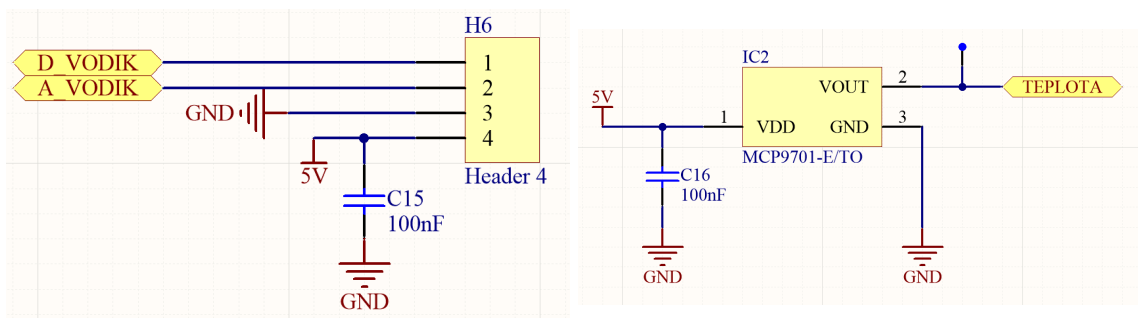 H6
D_VODIK 1
A_VODIK 2
GND 3
4
5V
Header 4
C15
100nF
GND
IC2
5V
VOUT 2 TEPLOTA
1 VDD GND 3
MCP9701-E/TO
C16
100nF
GND GND